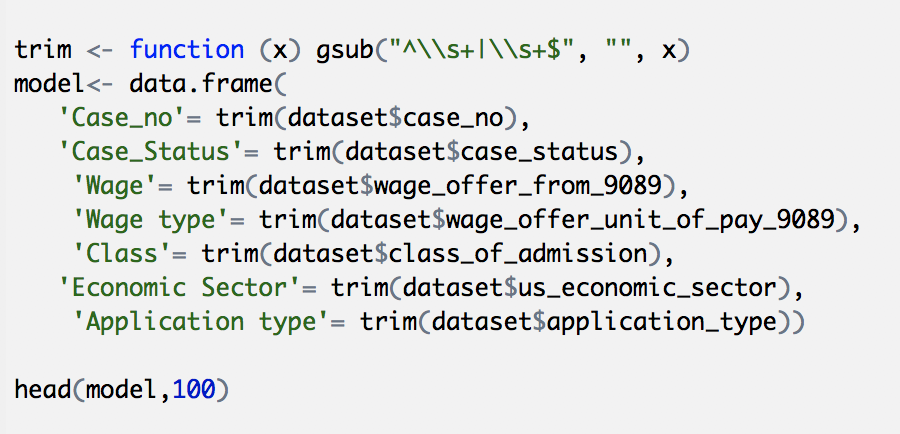 trim <- function (x) gsub("^\\s+|\\s+$", "", x)
model<- data.frame(
'Case_no'= trim(dataset$case_no),
'Case_Status'= trim(dataset$case_status),
'Wage'= trim(dataset$wage_offer_from_9089),
'Wage type'= trim(dataset$wage_offer_unit_of_pay_9089),
'Class'= trim(dataset$class_of_admission),
'Economic Sector'= trim(dataset$us_economic_sector),
'Application type'= trim(dataset$application_type))
head(model,100)